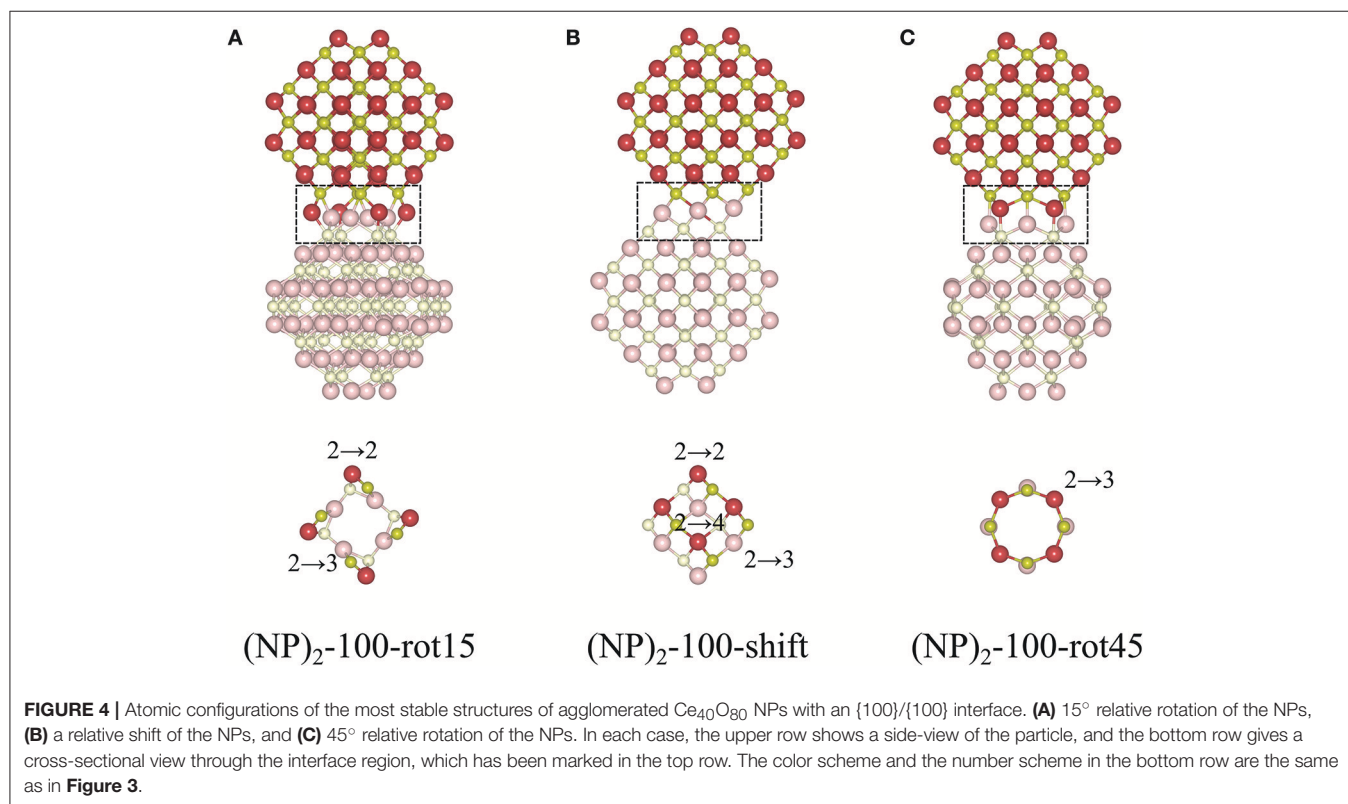 A
B
C
2→2
2→3
2→2
2→4
2→3
2→3
(NP)₂-100-rot15
(NP)₂-100-shift
(NP)₂-100-rot45
FIGURE 4 | Atomic configurations of the most stable structures of agglomerated Ce₄₀O₈₀ NPs with an {100}/{100} interface. (A) 15° relative rotation of the NPs,
(B) a relative shift of the NPs, and (C) 45° relative rotation of the NPs. In each case, the upper row shows a side-view of the particle, and the bottom row gives a
cross-sectional view through the interface region, which has been marked in the top row. The color scheme and the number scheme in the bottom row are the same
as in Figure 3.